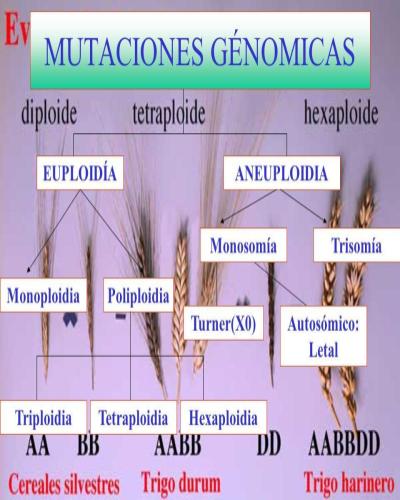 Ev
MUTACIONES GÉNOMICAS
diploide tetraploide hexaploide
EUPLOIDÍA ANEUPLOIDIA
Monosomía Trisomía
Monoploidia Poliploidia
Turner(X0) Autosómico:
Letal
Triploidia Tetraploidia Hexaploidia
AA BB AABB DD AABBDD
Cereales silvestres Trigo durum Trigo harinero